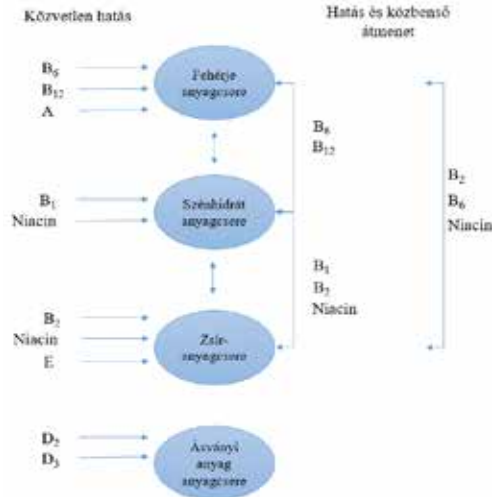 Közvetlen hatás
Hatás és közbenső
átmenet
B₆
B₁₂
A
Fehérje
anyagcsere
B₆
B₁₂
B₁
Niacin
Szénhidrát
anyagcsere
B₂
B₆
Niacin
B₁
B₂
Niacin
B₂
Niacin
E
Zsír-
anyagcsere
D₂
D₃
Ásványi
anyag
anyagcsere